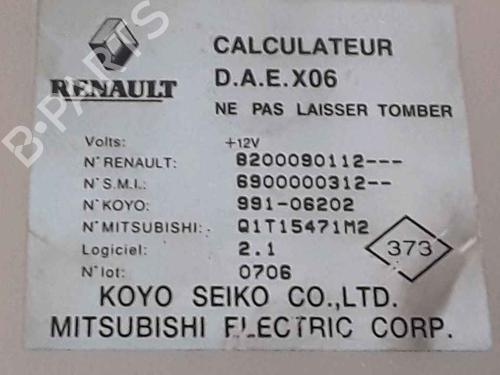 RENAULT
CALCULATEUR
D.A.E.X06
NE PAS LAISSER TOMBER
Volts: +12V
N° RENAULT: 8200090112---
N° S.M.I.: 6900000312--
N° KOYO: 991-06202
N° MITSUBISHI: Q1T15471M2
Logiciel: 2.1
N° lot: 0706
373
KOYO SEIKO CO.,LTD.
MITSUBISHI ELECTRIC CORP.
B-PARTS